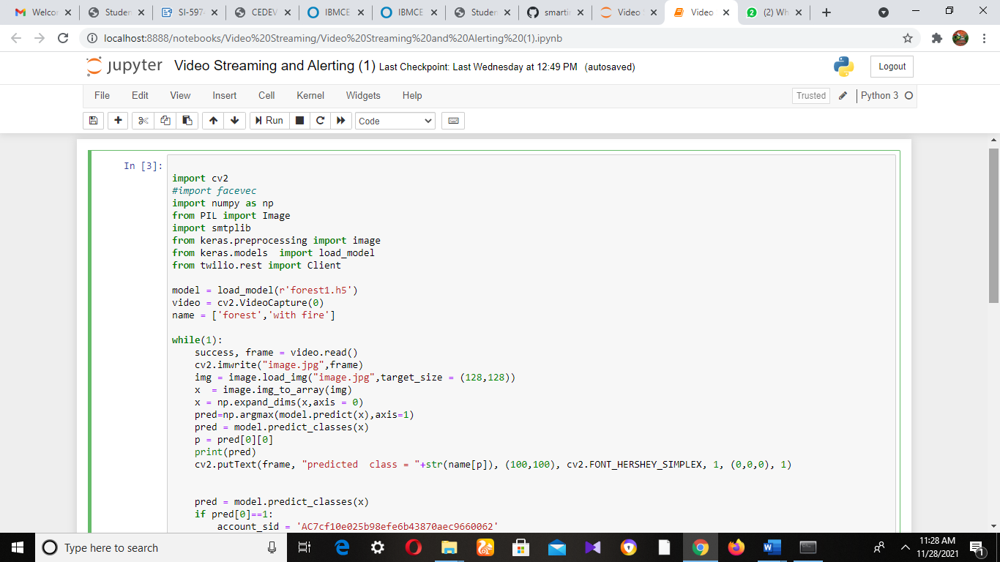 Welcor
Studen
SI-597
CEDEV
IBMCE
IBMCE
Studen
smartin
Video
Video
2 (2) Wh
localhost:8888/notebooks/Video%20Streaming/Video%20Streaming%20and%20Alerting%20(1).ipynb
jupyter Video Streaming and Alerting (1) Last Checkpoint: Last Wednesday at 12:49 PM (autosaved)
Logout
File Edit View Insert Cell Kernel Widgets Help
Trusted Python 3
Run Code
In [3]:
import cv2
#import facevec
import numpy as np
from PIL import Image
import smtplib
from keras.preprocessing import image
from keras.models  import load_model
from twilio.rest import Client
model = load_model(r'forest1.h5')
video = cv2.VideoCapture(0)
name = ['forest','with fire']
while(1):
    success, frame = video.read()
    cv2.imwrite("image.jpg",frame)
    img = image.load_img("image.jpg",target_size = (128,128))
    x  = image.img_to_array(img)
    x = np.expand_dims(x,axis = 0)
    pred=np.argmax(model.predict(x),axis=1)
    pred = model.predict_classes(x)
    p = pred[0][0]
    print(pred)
    cv2.putText(frame, "predicted  class = "+str(name[p]), (100,100), cv2.FONT_HERSHEY_SIMPLEX, 1, (0,0,0), 1)
    pred = model.predict_classes(x)
    if pred[0]==1:
        account_sid = 'AC7cf10e025b98efe6b43870aec9660062'
Type here to search
11:28 AM
11/28/2021
1